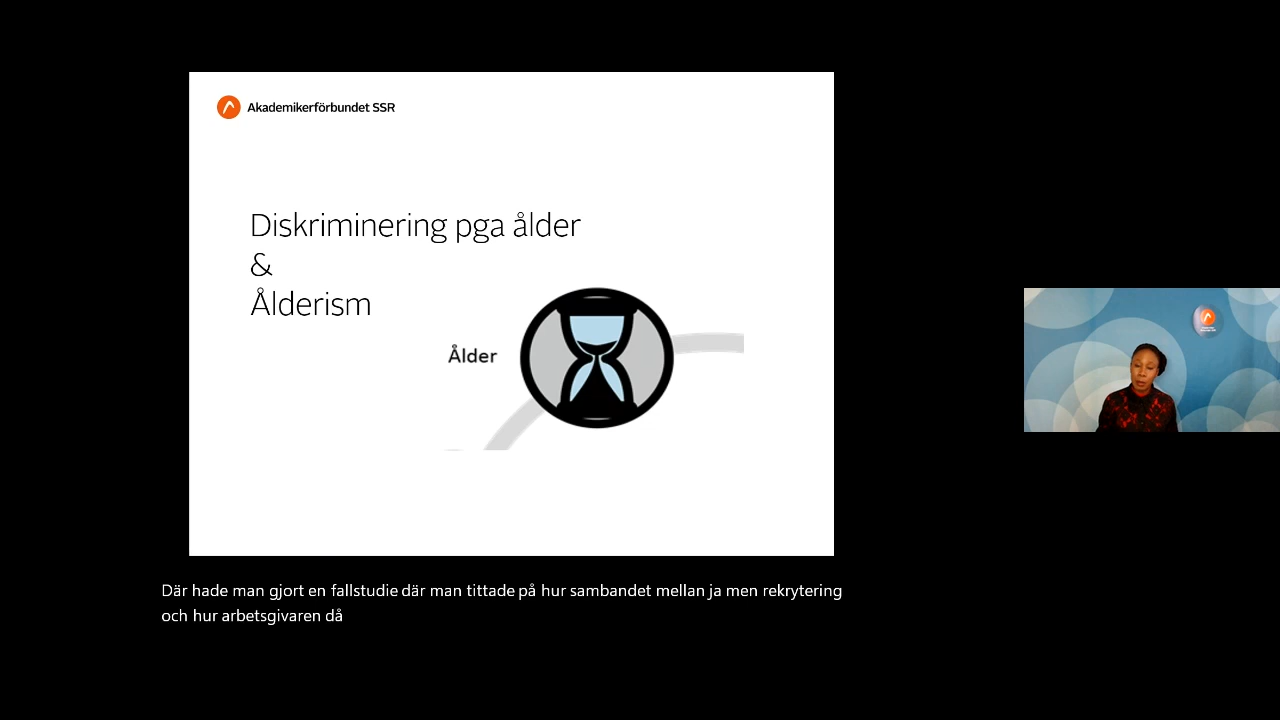 Akademikerförbundet SSR
Diskriminering pga ålder
&
Ålderism
Ålder
Där hade man gjort en fallstudie där man tittade på hur sambandet mellan ja men rekrytering
och hur arbetsgivaren då